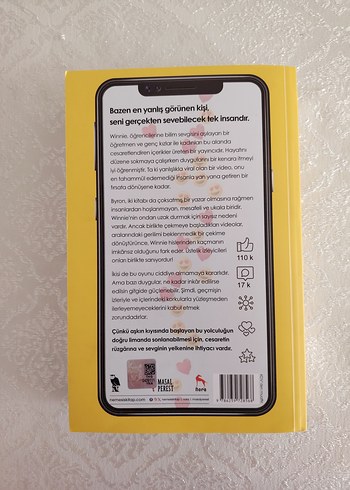 Bazen en yanlış görünen kişi,
seni gerçekten sevebilecek tek insandır.
Winnie, öğrencilerine bilim sevgisini aşılayan bir
öğretmen ve genç kızlar ile kadınları bu alanda
cesaretlendiren içerikler üreten bir yayıncıdır. Hayatını
düzene sokmaya çalışırken duygularını bir kenara itmeyi
iyi öğrenmiştir. Ta ki yanlışlıkla viral olan bir video, onu
en tahammül edemediği insanla yan yana getiren bir
fırsata dönüşene kadar.
Byron, iki kitabı da çoksatmış bir yazar olmasına rağmen
insanlardan hoşlanmayan, mesafeli ve ukala biridir.
Winnie'nin ondan uzak durmak için sayısız nedeni
vardır. Ancak birlikte çekmeye başladıkları videolar,
aralarındaki gerilimi beklenmedik bir çekime
dönüştürünce, Winnie hislerinden kaçmanın
imkânsız olduğunu fark eder. Üstelik izleyicileri
onları birlikte sanıyordur!
İkisi de bu oyunu ciddiye almamaya kararlıdır.
Ama bazı duygular, ne kadar inkâr edilirse
edilsin gitgide güçlenebilir. Şimdi, geçmişin
izleriyle ve içlerindeki korkularla yüzleşmeden
ilerleyemeyeceklerini kabul etmek
zorundadırlar.
Çünkü aşkın kıyısında başlayan bu yolculuğun
doğru limanda sonlanabilmesi için, cesaretin
rüzgârına ve sevginin yelkenine ihtiyacı vardır.
110 k
17 k
MASAL
PEREST